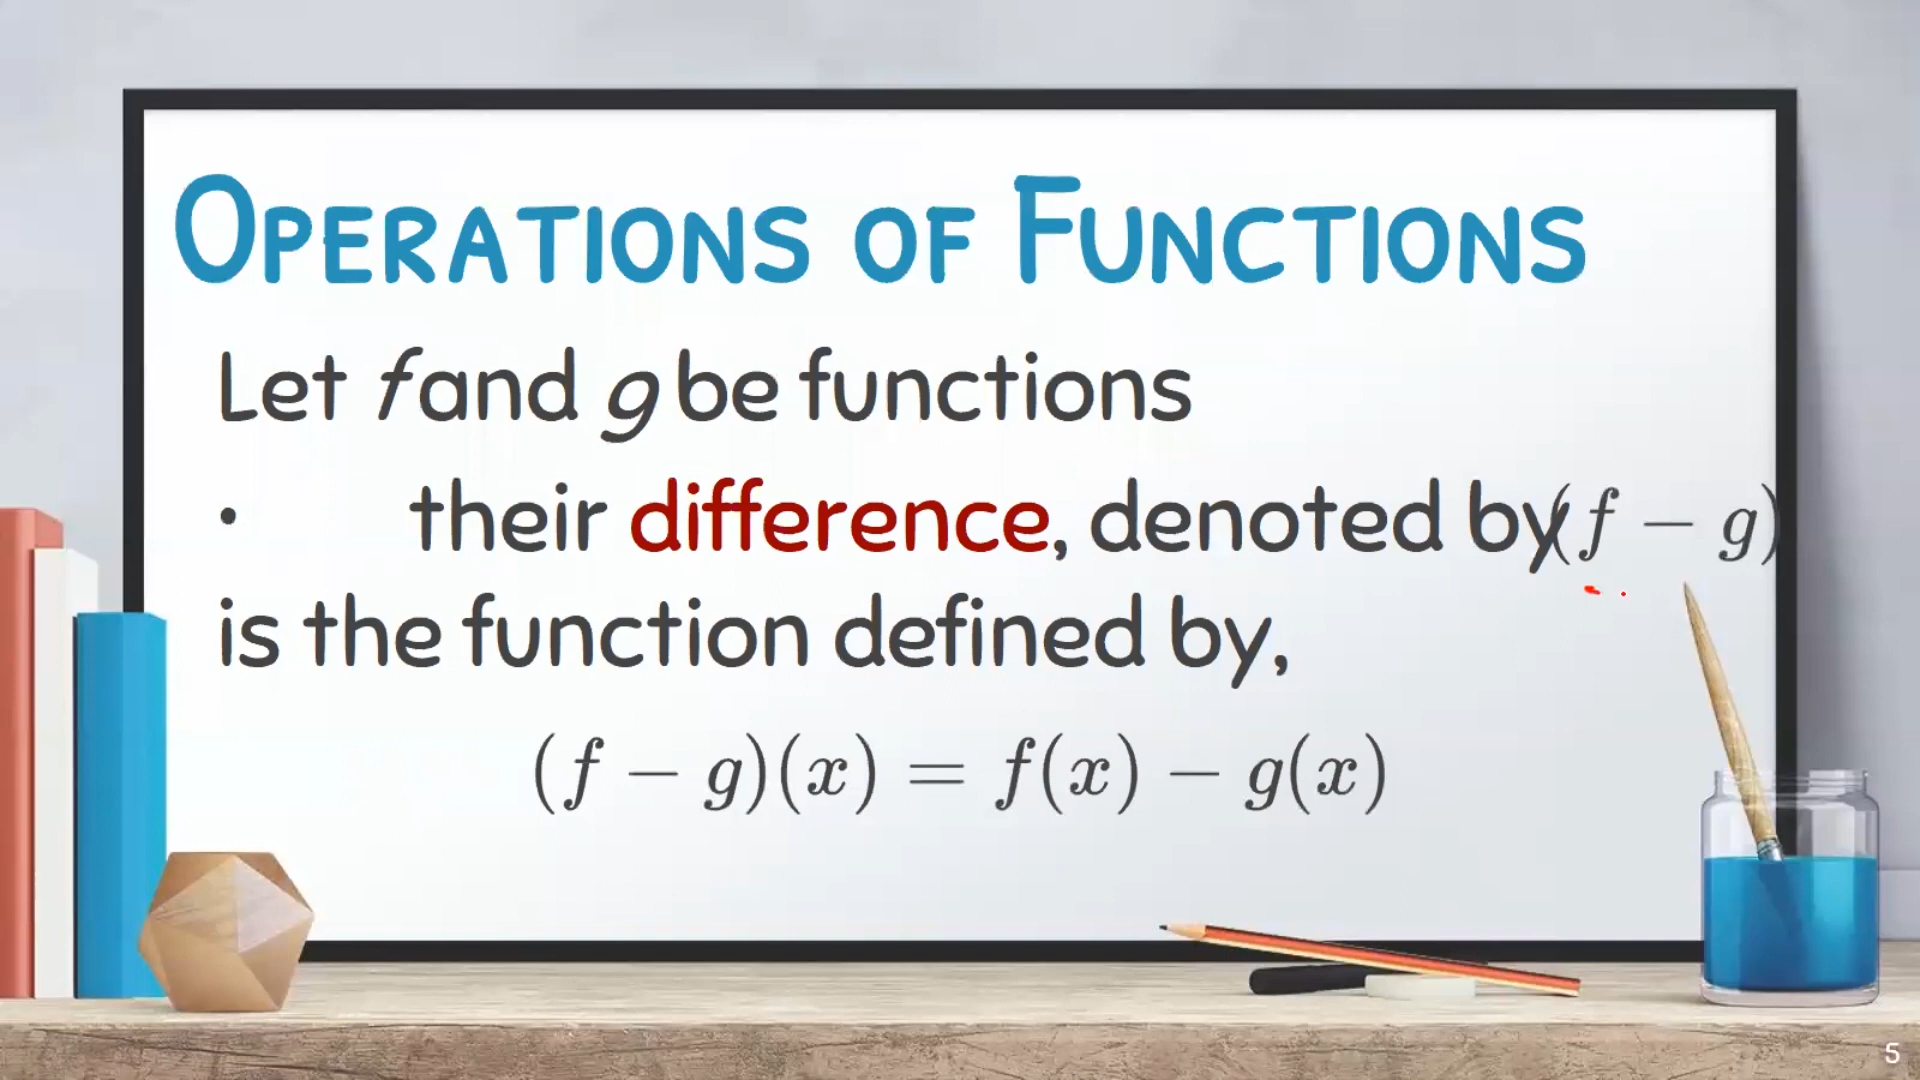 OPERATIONS OF FUNCTIONS
Let f and g be functions
• their difference, denoted by (f − g)
is the function defined by,
(f − g)(x) = f(x) − g(x)
5